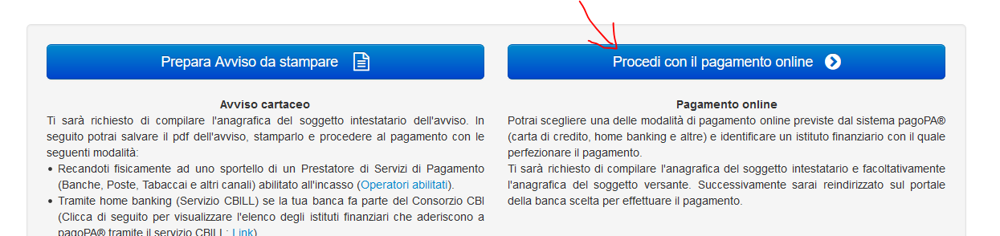 Prepara Avviso da stampare
Avviso cartaceo
Ti sarà richiesto di compilare l'anagrafica del soggetto intestatario dell'avviso. In
seguito potrai salvare il pdf dell'avviso, stamparlo e procedere al pagamento con le
seguenti modalità:
• Recandoti fisicamente ad uno sportello di un Prestatore di Servizi di Pagamento
(Banche, Poste, Tabaccai e altri canali) abilitato all'incasso (Operatori abilitati).
• Tramite home banking (Servizio CBILL) se la tua banca fa parte del Consorzio CBI
(Clicca di seguito per visualizzare l'elenco degli istituti finanziari che aderiscono a
pagoPA® tramite il servizio CBILL: Link)
Procedi con il pagamento online
Pagamento online
Potrai scegliere una delle modalità di pagamento online previste dal sistema pagoPA®
(carta di credito, home banking e altre) e identificare un istituto finanziario con il quale
perfezionare il pagamento.
Ti sarà richiesto di compilare l'anagrafica del soggetto intestatario e facoltativamente
l'anagrafica del soggetto versante. Successivamente sarai reindirizzato sul portale
della banca scelta per effettuare il pagamento.